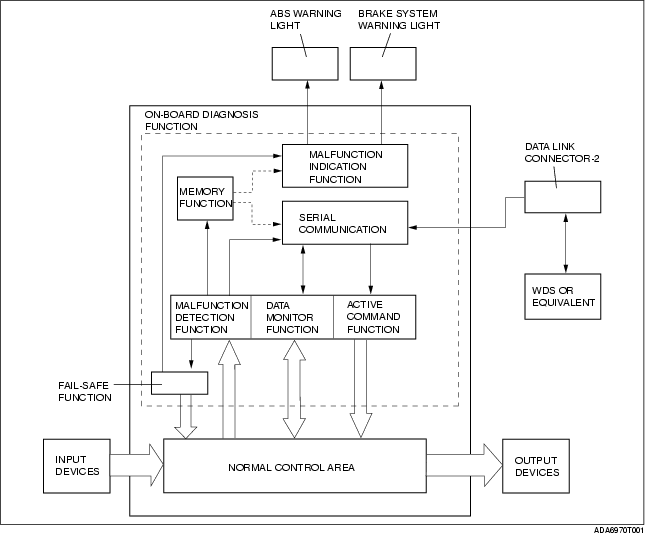 ABS WARNING
LIGHT
BRAKE SYSTEM
WARNING LIGHT
ON-BOARD DIAGNOSIS
FUNCTION
MALFUNCTION
INDICATION
FUNCTION
DATA LINK
CONNECTOR-2
MEMORY
FUNCTION
SERIAL
COMMUNICATION
WDS OR
EQUIVALENT
MALFUNCTION
DETECTION
FUNCTION
DATA
MONITOR
FUNCTION
ACTIVE
COMMAND
FUNCTION
FAIL-SAFE
FUNCTION
INPUT
DEVICES
NORMAL CONTROL AREA
OUTPUT
DEVICES
ADA6970T001